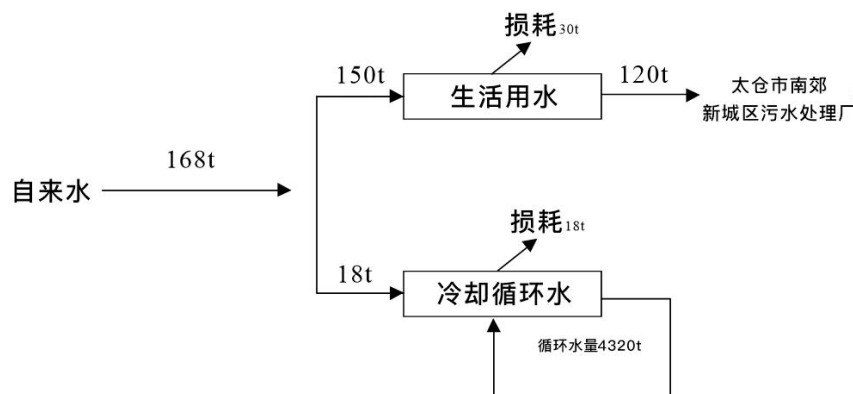 损耗30t
150t
生活用水
120t
太仓市南郊
新城区污水处理厂
168t
自来水
损耗18t
18t
冷却循环水
循环水量4320t